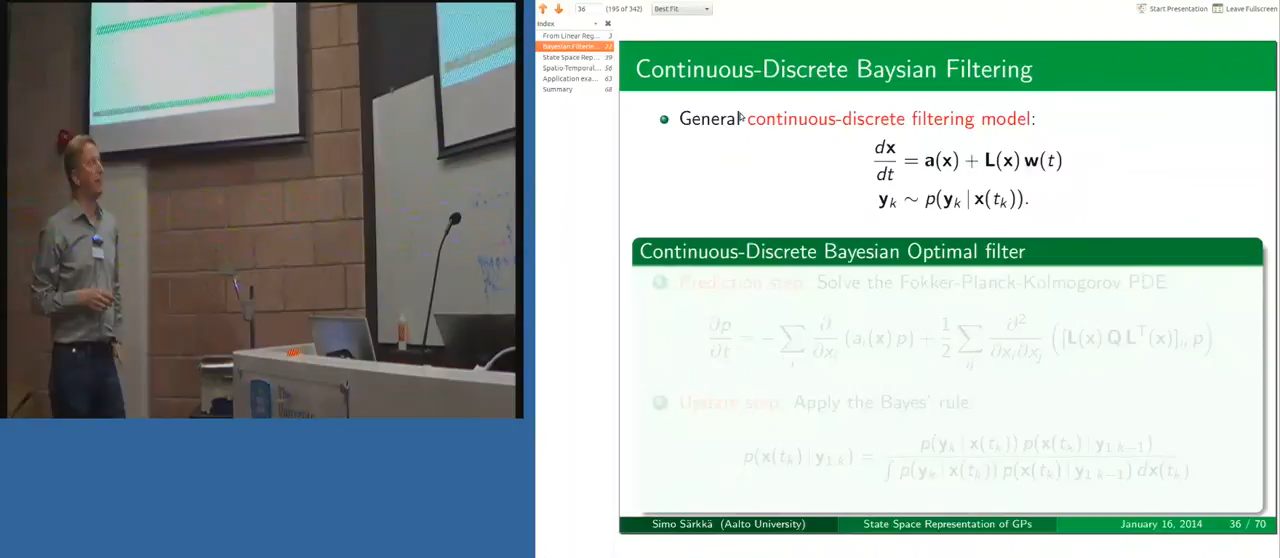 36 (195 of 342) Best Fit
Start Presentation Leave Fullscreen
Index
From Linear Reg... 3
Bayesian Filterin... 32
State Space Rep... 39
Spatio-Temporal... 56
Application exa... 63
Summary 68
Continuous-Discrete Baysian Filtering
General continuous-discrete filtering model:
dx/dt = a(x) + L(x) w(t)
y_k ∼ p(y_k | x(t_k)).
Continuous-Discrete Bayesian Optimal filter
1 Prediction step: Solve the Fokker-Planck-Kolmogorov PDE
∂p/∂t = − ∑_i ∂/∂x_i (a_i(x) p) + 1/2 ∑_ij ∂²/∂x_i∂x_j ([L(x) Q L^T(x)]_ij p)
2 Update step: Apply the Bayes' rule
p(x(t_k) | y_1:k) = p(y_k | x(t_k)) p(x(t_k) | y_1:k−1) / ∫ p(y_k | x(t_k)) p(x(t_k) | y_1:k−1) dx(t_k)
Simo Särkkä (Aalto University) State Space Representation of GPs January 16, 2014 36 / 70